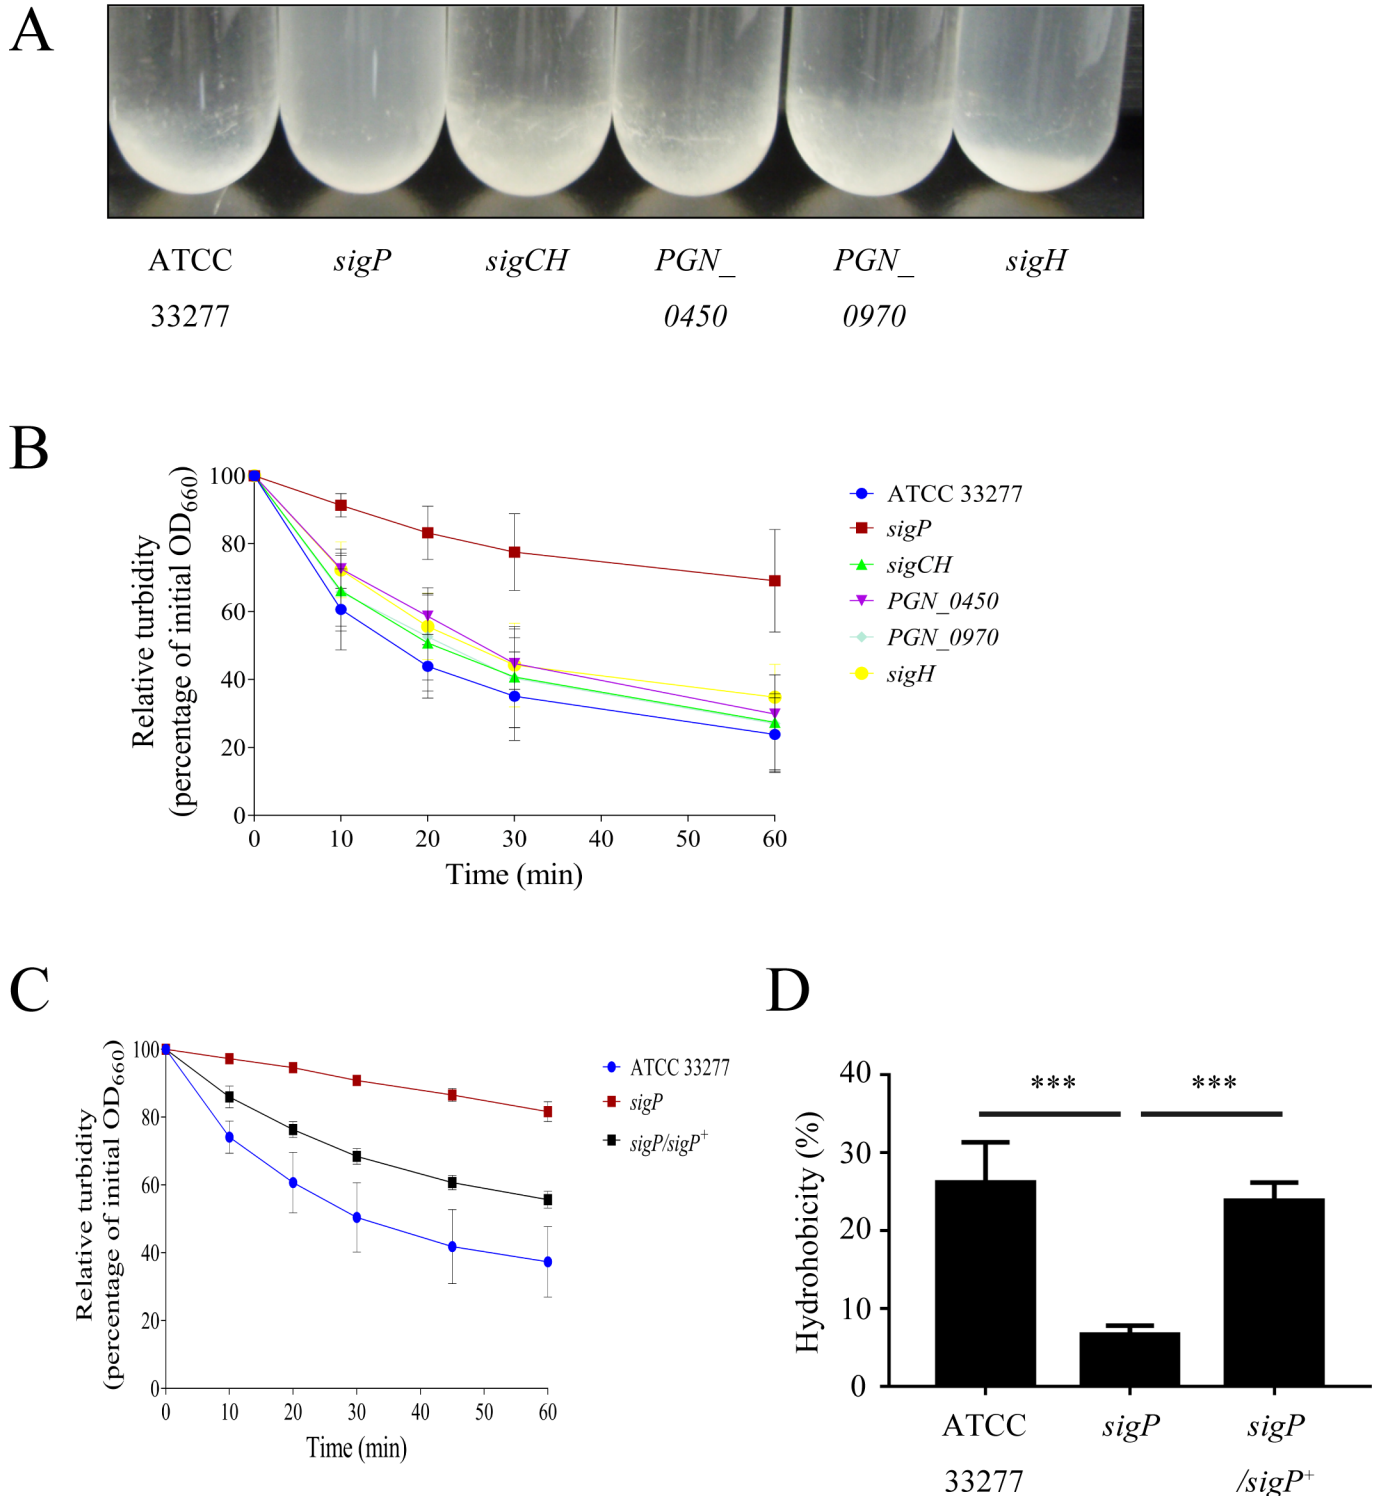 A
ATCC sigP sigCH PGN_ PGN_ sigH
33277 0450 0970
B
Relative turbidity
(percentage of initial OD660)
100
80
60
40
20
0
0 10 20 30 40 50 60
Time (min)
ATCC 33277
sigP
sigCH
PGN_0450
PGN_0970
sigH
C
Relative turbidity
(percentage of initial OD660)
100
80
60
40
20
0
0 10 20 30 40 50 60
Time (min)
ATCC 33277
sigP
sigP/sigP+
D
Hydrohobicity (%)
40
30
20
10
0
*** ***
ATCC sigP sigP
33277 /sigP+